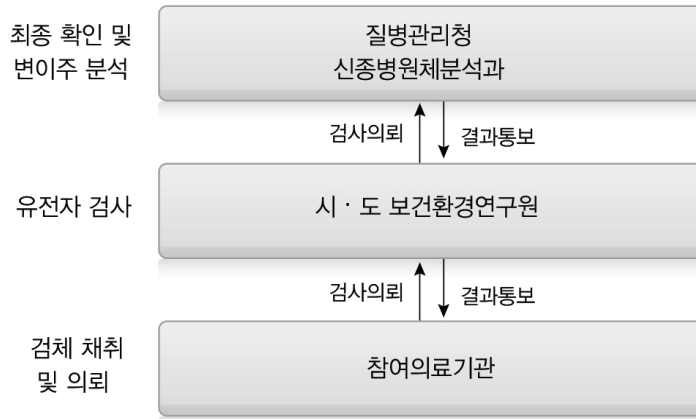 최종 확인 및
변이주 분석
질병관리청
신종병원체분석과
검사의뢰
결과통보
유전자 검사
시 · 도 보건환경연구원
검사의뢰
결과통보
검체 채취
및 의뢰
참여의료기관